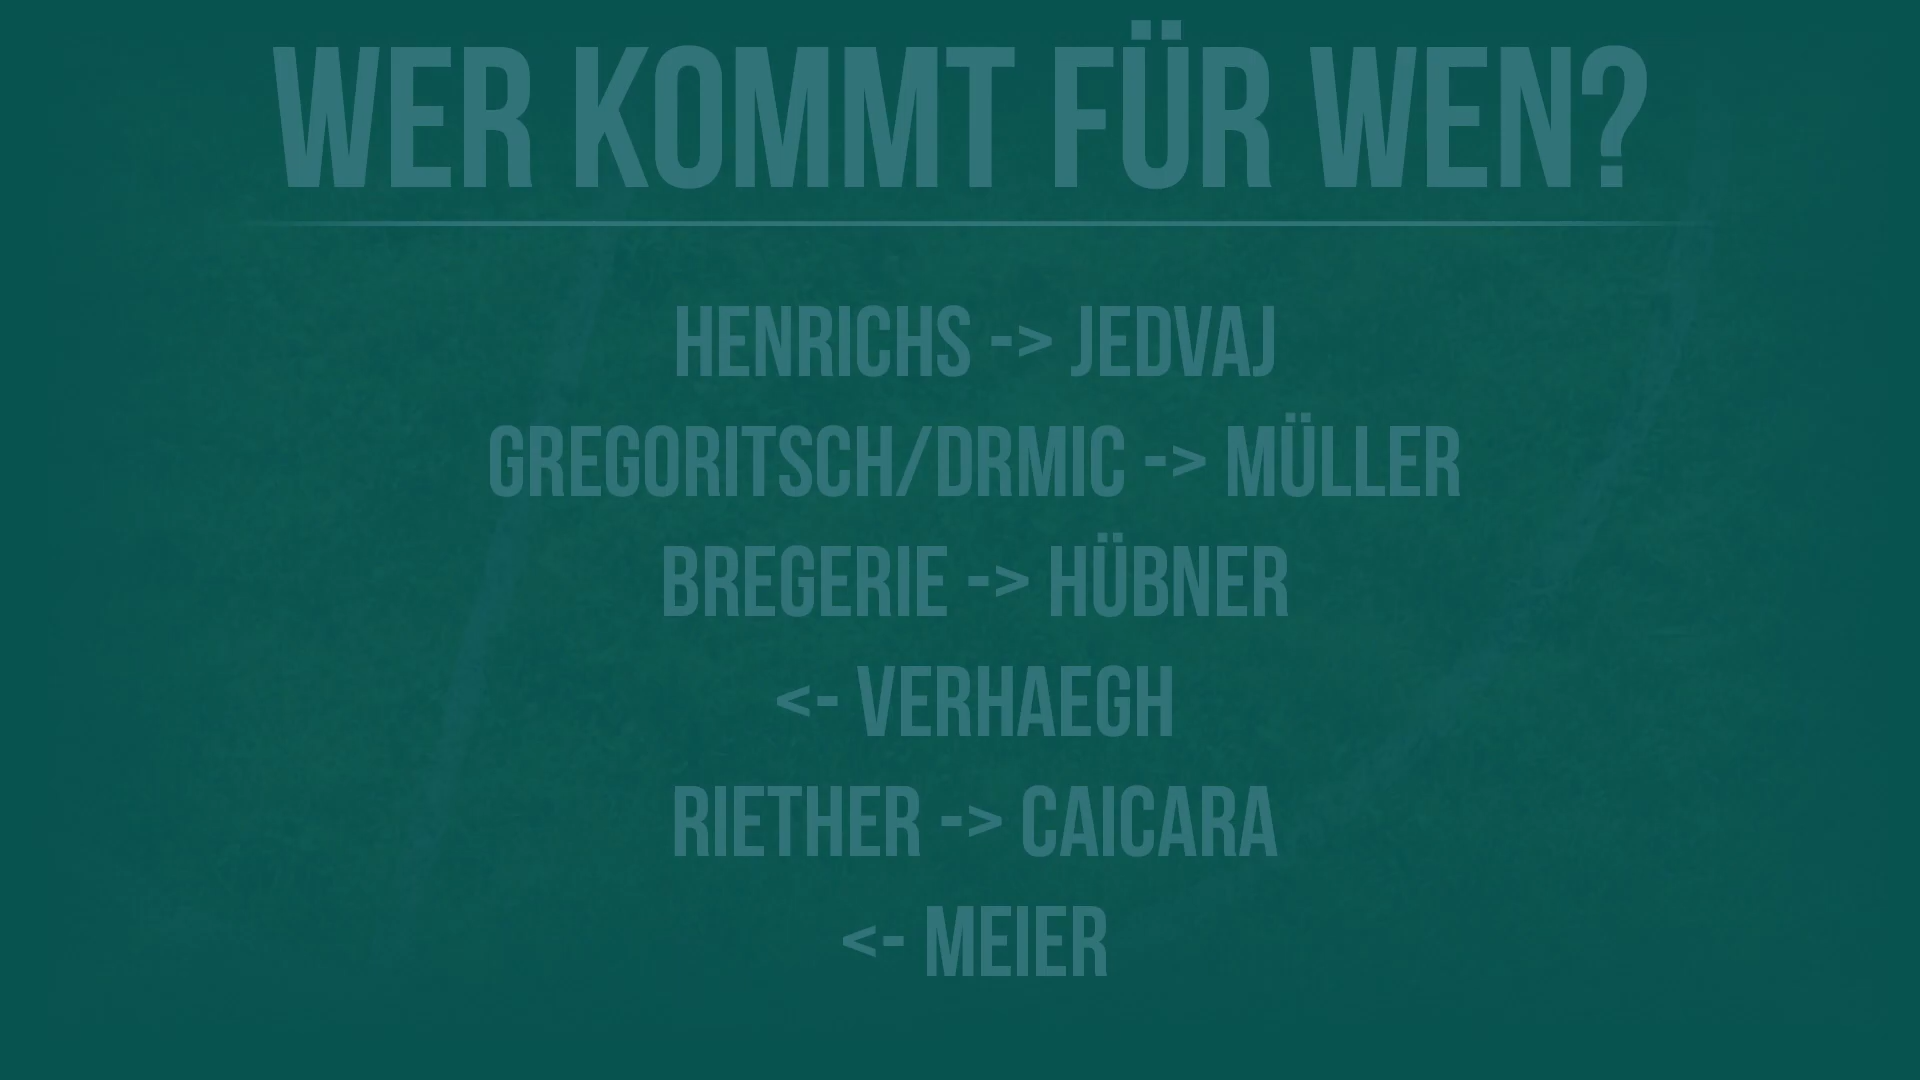 WER KOMMT FÜR WEN?
HENRICHS -> JEDVAJ
GREGORITSCH/DRMIC -> MÜLLER
BREGERIE -> HÜBNER
<- VERHAEGH
RIETHER -> CAICARA
<- MEIER